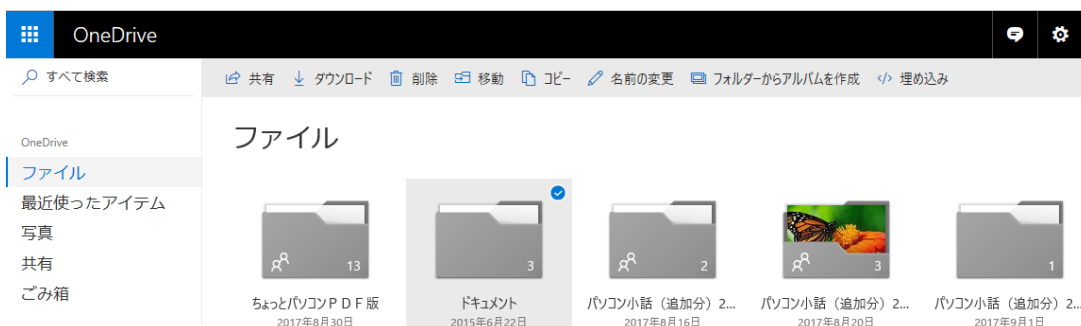 OneDrive
すべて検索
共有 ダウンロード 削除 移動 コピー 名前の変更 フォルダーからアルバムを作成 埋め込み
OneDrive
ファイル
最近使ったアイテム
写真
共有
ごみ箱
ファイル
13
3
2
3
1
ちょっとパソコンＰＤＦ版
2017年8月30日
ドキュメント
2015年6月22日
パソコン小話（追加分）2...
2017年8月16日
パソコン小話（追加分）2...
2017年8月20日
パソコン小話（追加分）2...
2017年9月1日